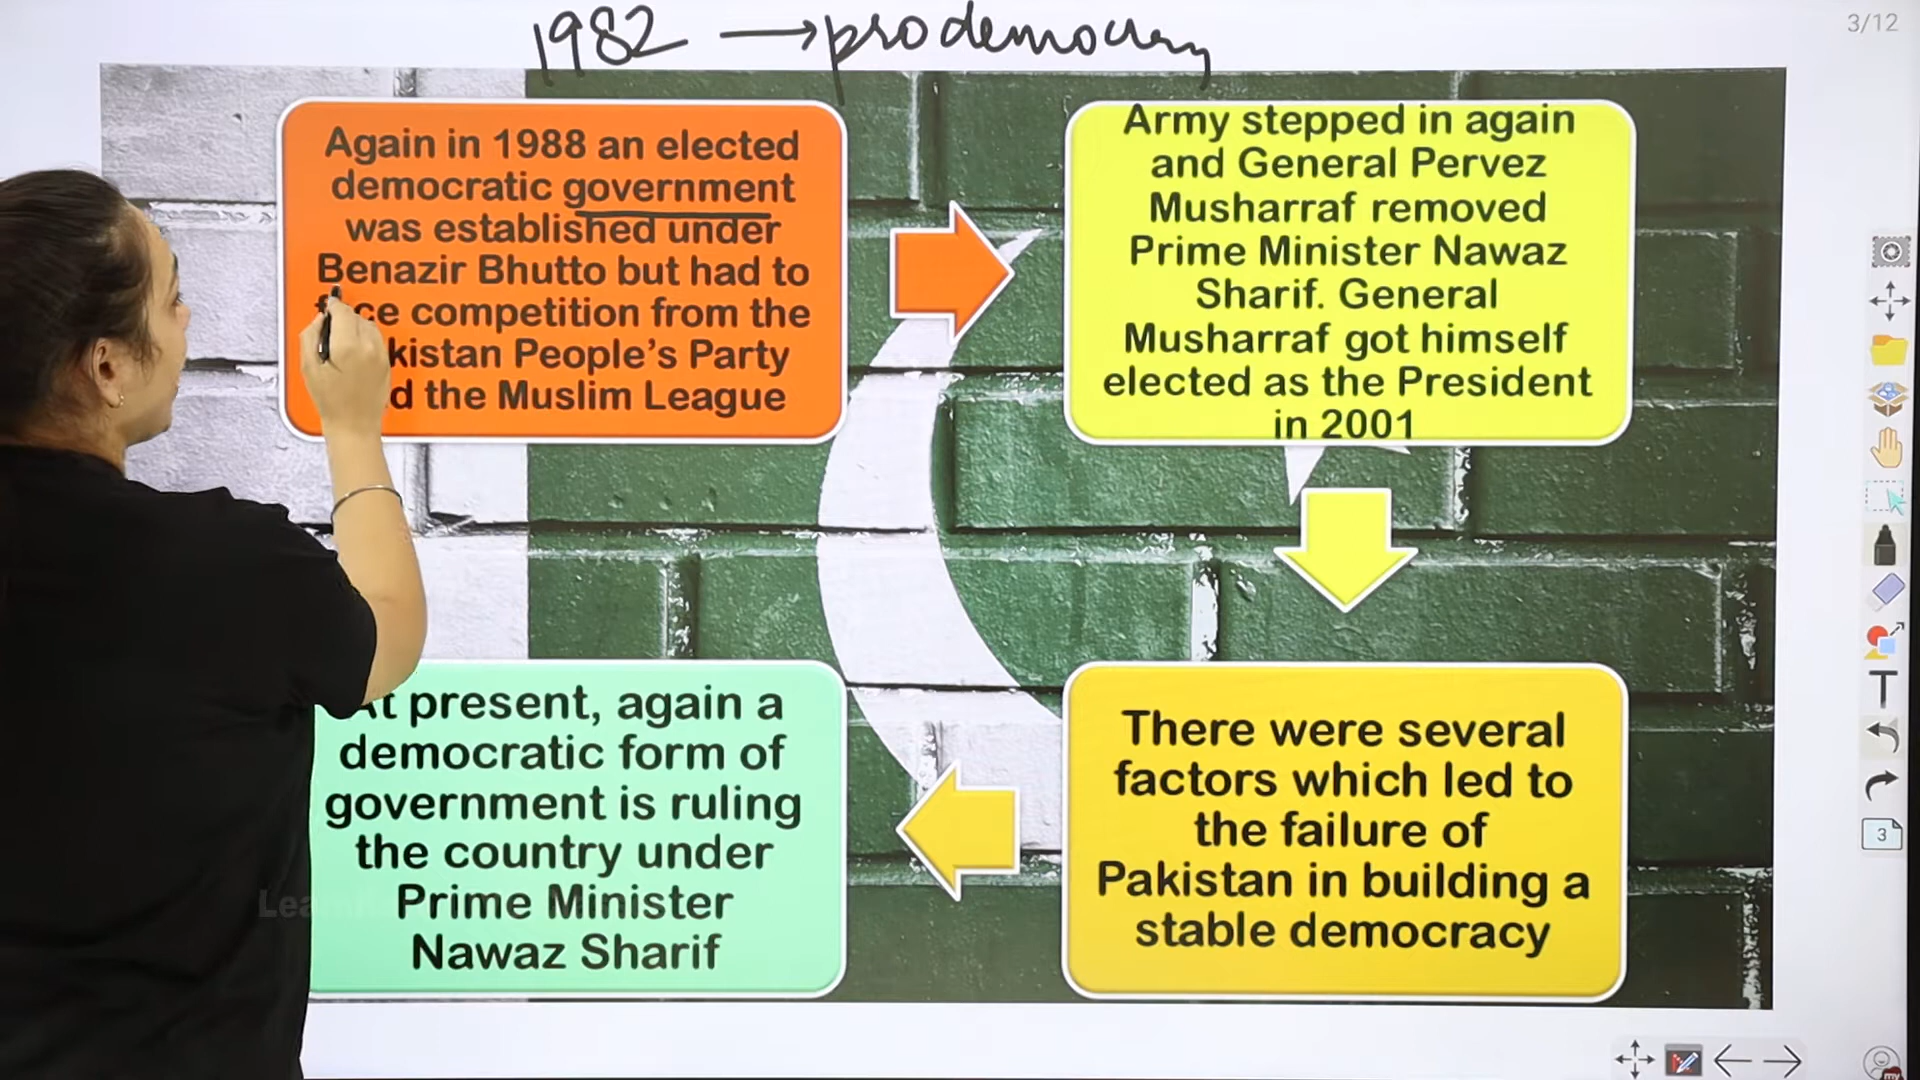 1982 → prodemocracy
3/12
Again in 1988 an elected
democratic government
was established under
Benazir Bhutto but had to
ce competition from the
kistan People's Party
d the Muslim League
Army stepped in again
and General Pervez
Musharraf removed
Prime Minister Nawaz
Sharif. General
Musharraf got himself
elected as the President
in 2001
At present, again a
democratic form of
government is ruling
the country under
Prime Minister
Nawaz Sharif
There were several
factors which led to
the failure of
Pakistan in building a
stable democracy
T
3